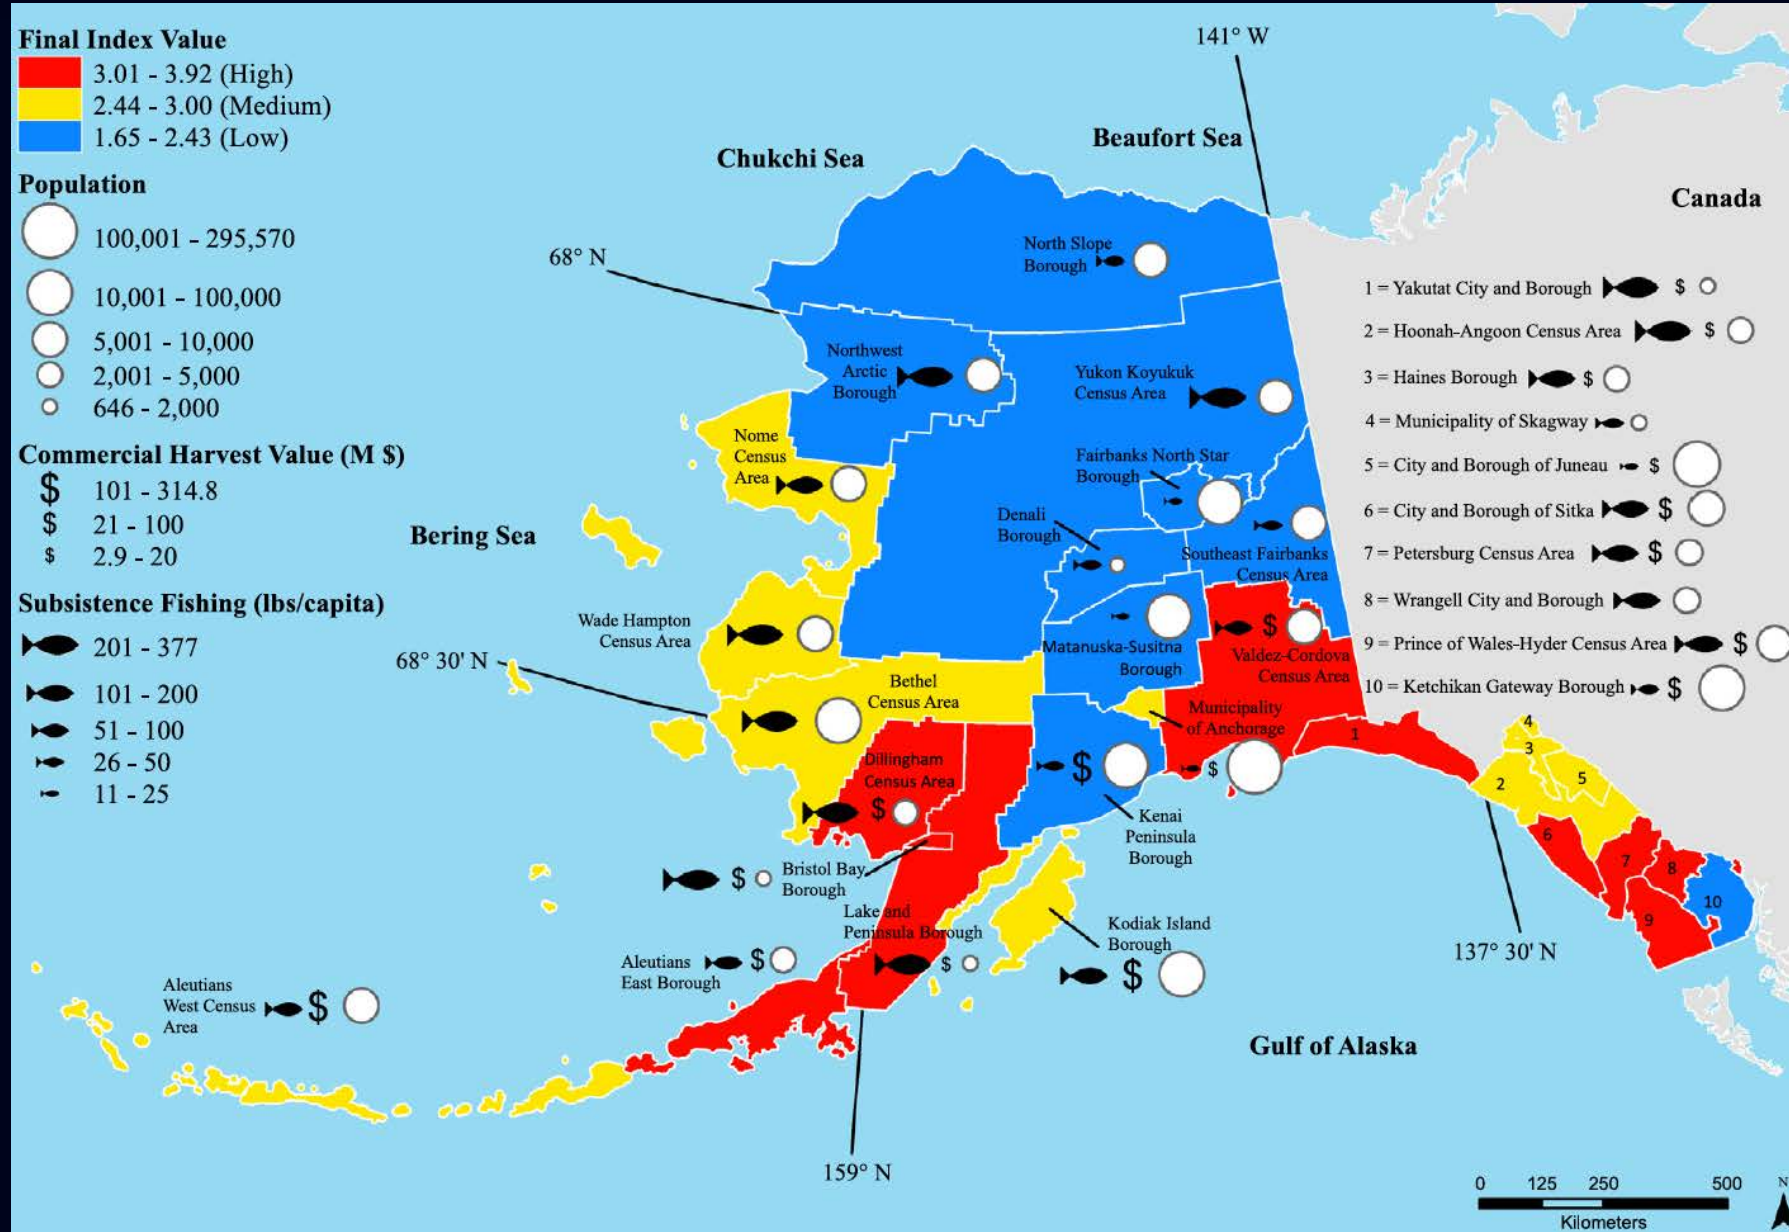 Final Index Value
3.01 - 3.92 (High)
2.44 - 3.00 (Medium)
1.65 - 2.43 (Low)
Population
100,001 - 295,570
10,001 - 100,000
5,001 - 10,000
2,001 - 5,000
646 - 2,000
Commercial Harvest Value (M $)
$ 101 - 314.8
$ 21 - 100
$ 2.9 - 20
Subsistence Fishing (lbs/capita)
201 - 377
101 - 200
51 - 100
26 - 50
11 - 25
141° W
Beaufort Sea
Chukchi Sea
Canada
68° N
North Slope
Borough
Northwest
Arctic
Borough
Yukon Koyukuk
Census Area
Nome
Census
Area
Fairbanks North Star
Borough
Denali
Borough
Southeast Fairbanks
Census Area
Bering Sea
Wade Hampton
Census Area
68° 30' N
Matanuska-Susitna
Borough
$
Valdez-Cordova
Census Area
Bethel
Census Area
Municipality
of Anchorage
$
Dillingham
Census Area
$
$
Kenai
Peninsula
Borough
$
Bristol Bay
Borough
Lake and
Peninsula Borough
$
Kodiak Island
Borough
$
Aleutians
East Borough
$
Aleutians
West Census
Area
$
159° N
Gulf of Alaska
137° 30' N
1 = Yakutat City and Borough $
2 = Hoonah-Angoon Census Area $
3 = Haines Borough $
4 = Municipality of Skagway
5 = City and Borough of Juneau $
6 = City and Borough of Sitka $
7 = Petersburg Census Area $
8 = Wrangell City and Borough
9 = Prince of Wales-Hyder Census Area $
10 = Ketchikan Gateway Borough $
1
4
3
2
5
6
7
8
9
10
0 125 250 500
Kilometers
N